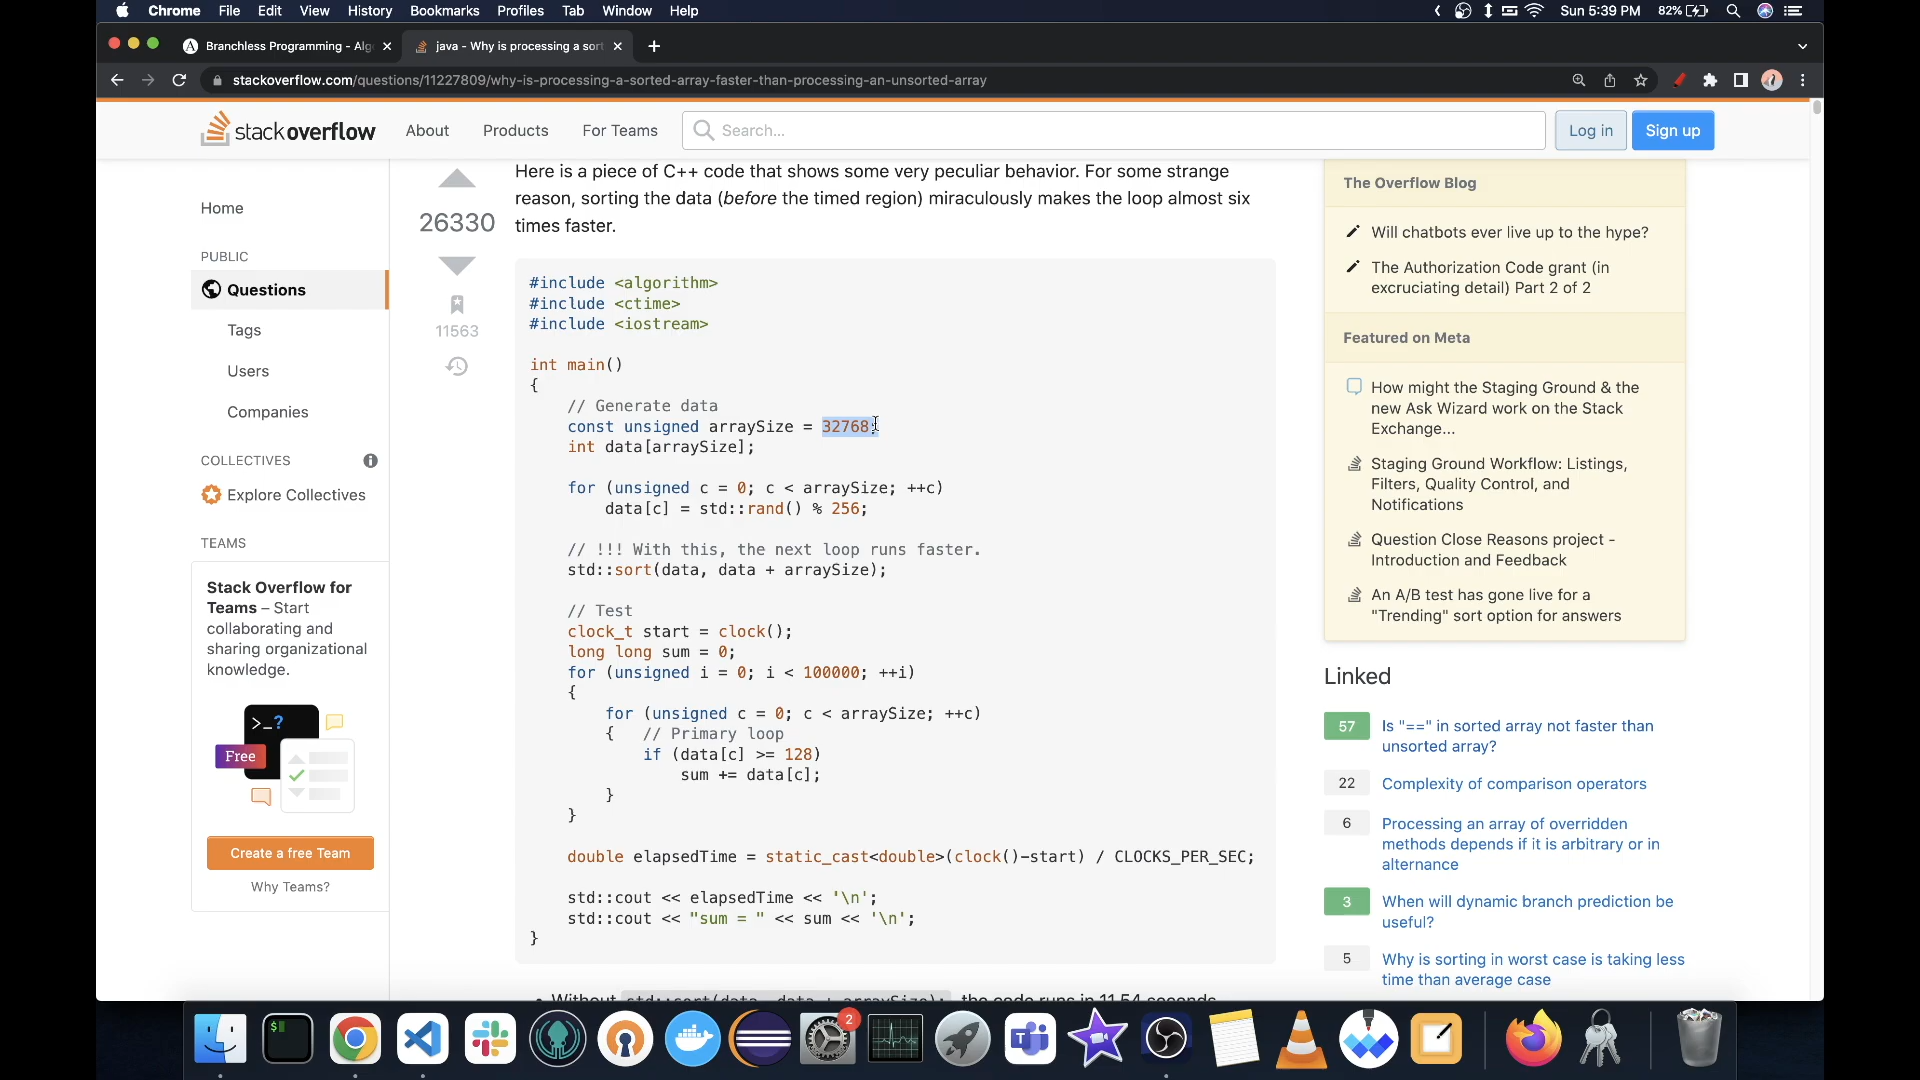 Chrome File Edit View History Bookmarks Profiles Tab Window Help
Sun 5:39 PM 82%
Branchless Programming - Alg
java - Why is processing a sor
stackoverflow.com/questions/11227809/why-is-processing-a-sorted-array-faster-than-processing-an-unsorted-array
stackoverflow About Products For Teams Search... Log in Sign up
Home
PUBLIC
Questions
Tags
Users
Companies
COLLECTIVES
Explore Collectives
TEAMS
Stack Overflow for
Teams – Start
collaborating and
sharing organizational
knowledge.
>_?
Free
Create a free Team
Why Teams?
26330
11563
Here is a piece of C++ code that shows some very peculiar behavior. For some strange
reason, sorting the data (before the timed region) miraculously makes the loop almost six
times faster.
#include <algorithm>
#include <ctime>
#include <iostream>
int main()
{
// Generate data
const unsigned arraySize = 32768;
int data[arraySize];
for (unsigned c = 0; c < arraySize; ++c)
data[c] = std::rand() % 256;
// !!! With this, the next loop runs faster.
std::sort(data, data + arraySize);
// Test
clock_t start = clock();
long long sum = 0;
for (unsigned i = 0; i < 100000; ++i)
{
for (unsigned c = 0; c < arraySize; ++c)
{ // Primary loop
if (data[c] >= 128)
sum += data[c];
}
}
double elapsedTime = static_cast<double>(clock()-start) / CLOCKS_PER_SEC;
std::cout << elapsedTime << '\n';
std::cout << "sum = " << sum << '\n';
}
Without std::sort(data, data + arraySize); the code runs in 11.54 seconds
The Overflow Blog
Will chatbots ever live up to the hype?
The Authorization Code grant (in
excruciating detail) Part 2 of 2
Featured on Meta
How might the Staging Ground & the
new Ask Wizard work on the Stack
Exchange...
Staging Ground Workflow: Listings,
Filters, Quality Control, and
Notifications
Question Close Reasons project -
Introduction and Feedback
An A/B test has gone live for a
"Trending" sort option for answers
Linked
57 Is "==" in sorted array not faster than
unsorted array?
22 Complexity of comparison operators
6 Processing an array of overridden
methods depends if it is arbitrary or in
alternance
3 When will dynamic branch prediction be
useful?
5 Why is sorting in worst case is taking less
time than average case
2